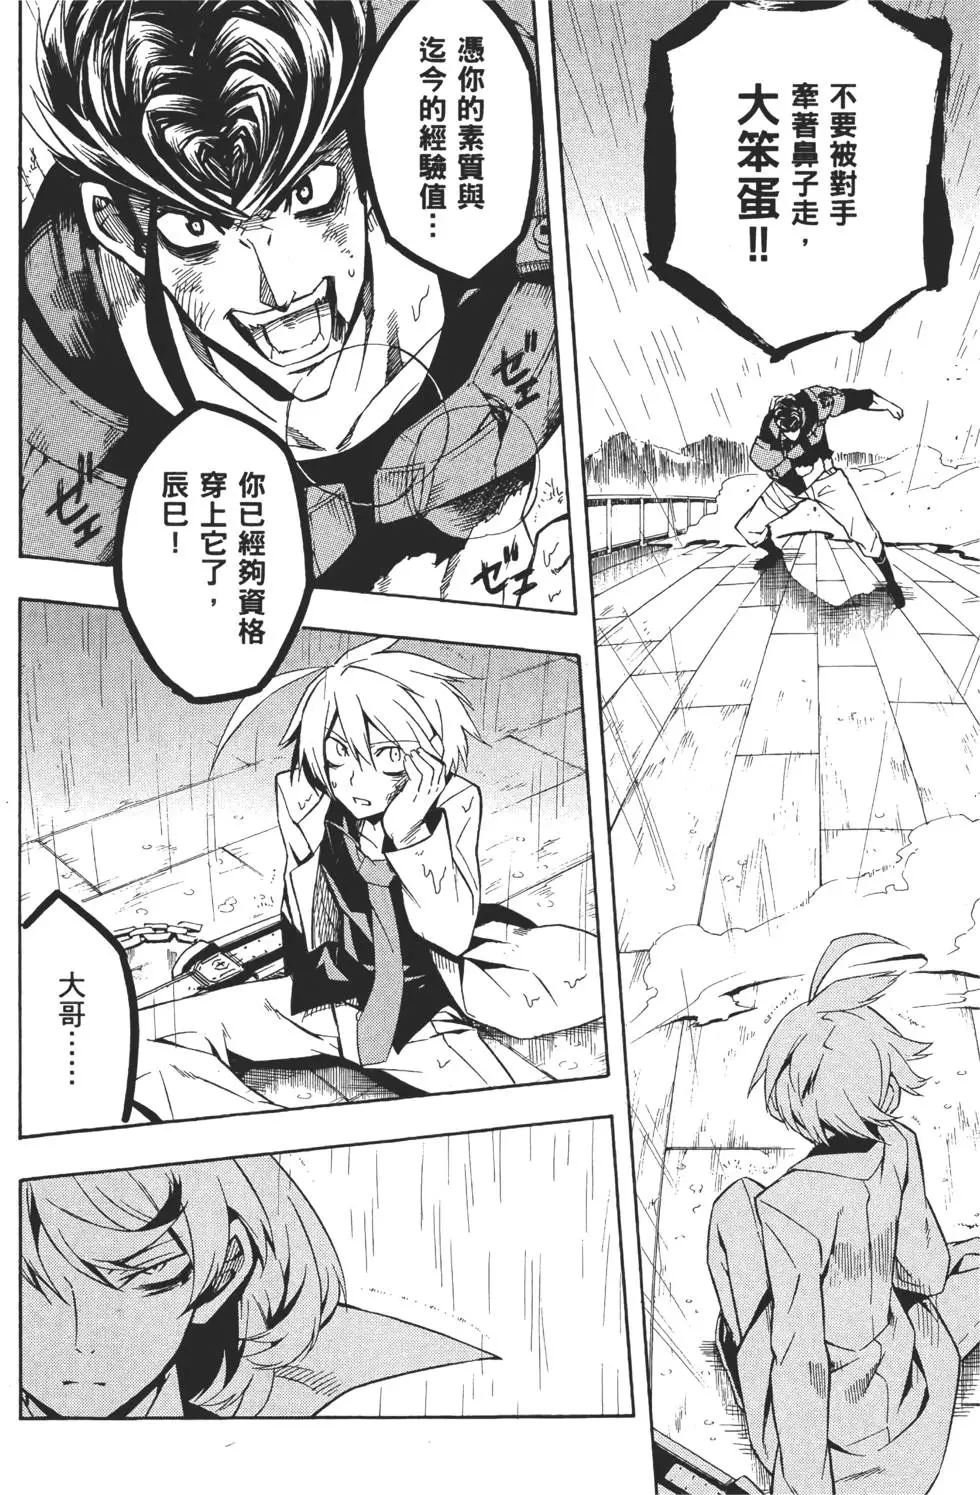 不要被對手
牽著鼻子走，
大笨蛋!!
憑你的素質與
迄今的經驗值…
ゼェ
ゼェ
ゼェ
你已經夠資格
穿上它了，
辰巳！
大哥……